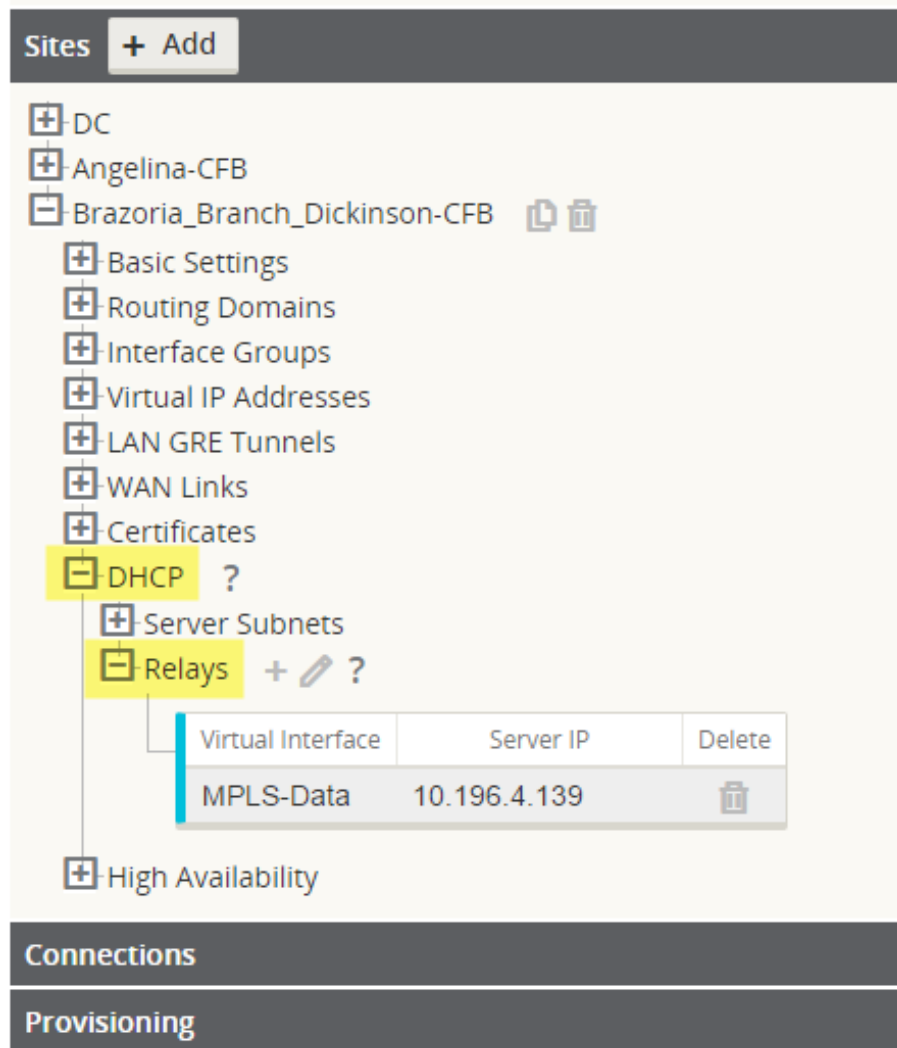 Sites + Add
DC
Angelina-CFB
Brazoria_Branch_Dickinson-CFB
Basic Settings
Routing Domains
Interface Groups
Virtual IP Addresses
LAN GRE Tunnels
WAN Links
Certificates
DHCP ?
Server Subnets
Relays + ?
Virtual Interface Server IP Delete
MPLS-Data 10.196.4.139
High Availability
Connections
Provisioning